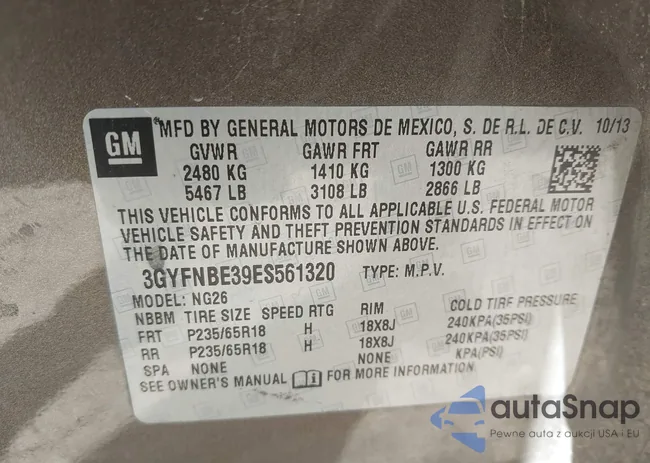 GM
MFD BY GENERAL MOTORS DE MEXICO, S. DE R.L. DE C.V. 10/13
GVWR GAWR FRT GAWR RR
2480 KG 1410 KG 1300 KG
5467 LB 3108 LB 2866 LB
THIS VEHICLE CONFORMS TO ALL APPLICABLE U.S. FEDERAL MOTOR
VEHICLE SAFETY AND THEFT PREVENTION STANDARDS IN EFFECT ON
THE DATE OF MANUFACTURE SHOWN ABOVE.
3GYFNBE39ES561320 TYPE: M.P.V.
MODEL: NG26
NBBM TIRE SIZE SPEED RTG RIM COLD TIRE PRESSURE
FRT P235/65R18 H 18X8J 240KPA(35PSI)
RR P235/65R18 H 18X8J 240KPA(35PSI)
SPA NONE NONE KPA(PSI)
SEE OWNER'S MANUAL FOR MORE INFORMATION
autaSnap
Pewne auta z aukcji USA i EU